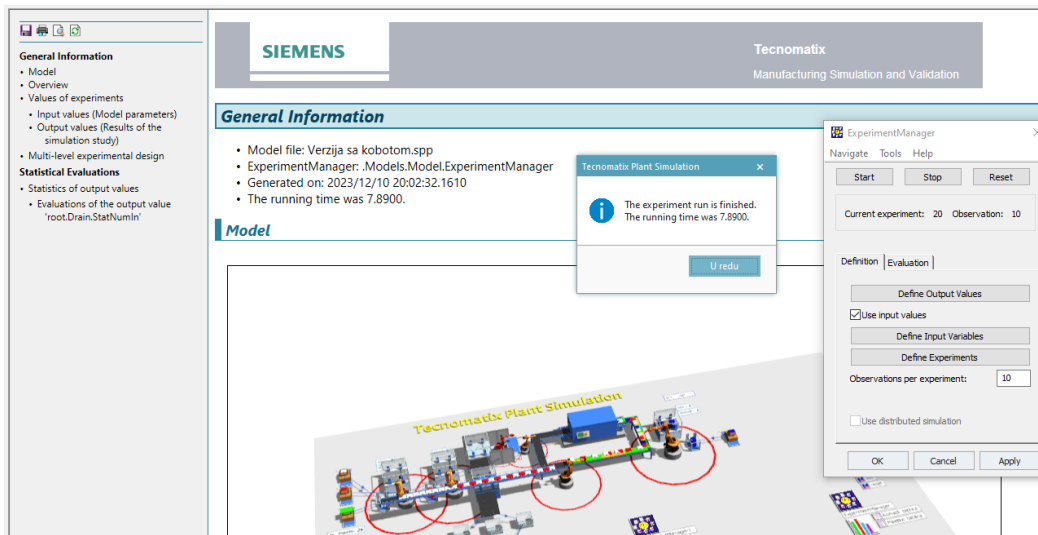 General Information
• Model
• Overview
• Values of experiments
• Input values (Model parameters)
• Output values (Results of the
simulation study)
• Multi-level experimental design
Statistical Evaluations
• Statistics of output values
• Evaluations of the output value
'root.Drain.StatNumIn'
SIEMENS
Tecnomatix
Manufacturing Simulation and Validation
General Information
• Model file: Verzija sa kobotom.spp
• ExperimentManager: .Models.Model.ExperimentManager
• Generated on: 2023/12/10 20:02:32.1610
• The running time was 7.8900.
Model
Tecnomatix Plant Simulation
Tecnomatix Plant Simulation
The experiment run is finished.
The running time was 7.8900.
U redu
ExperimentManager
Navigate Tools Help
Start Stop Reset
Current experiment: 20 Observation: 10
Definition Evaluation
Define Output Values
Use input values
Define Input Variables
Define Experiments
Observations per experiment: 10
Use distributed simulation
OK Cancel Apply